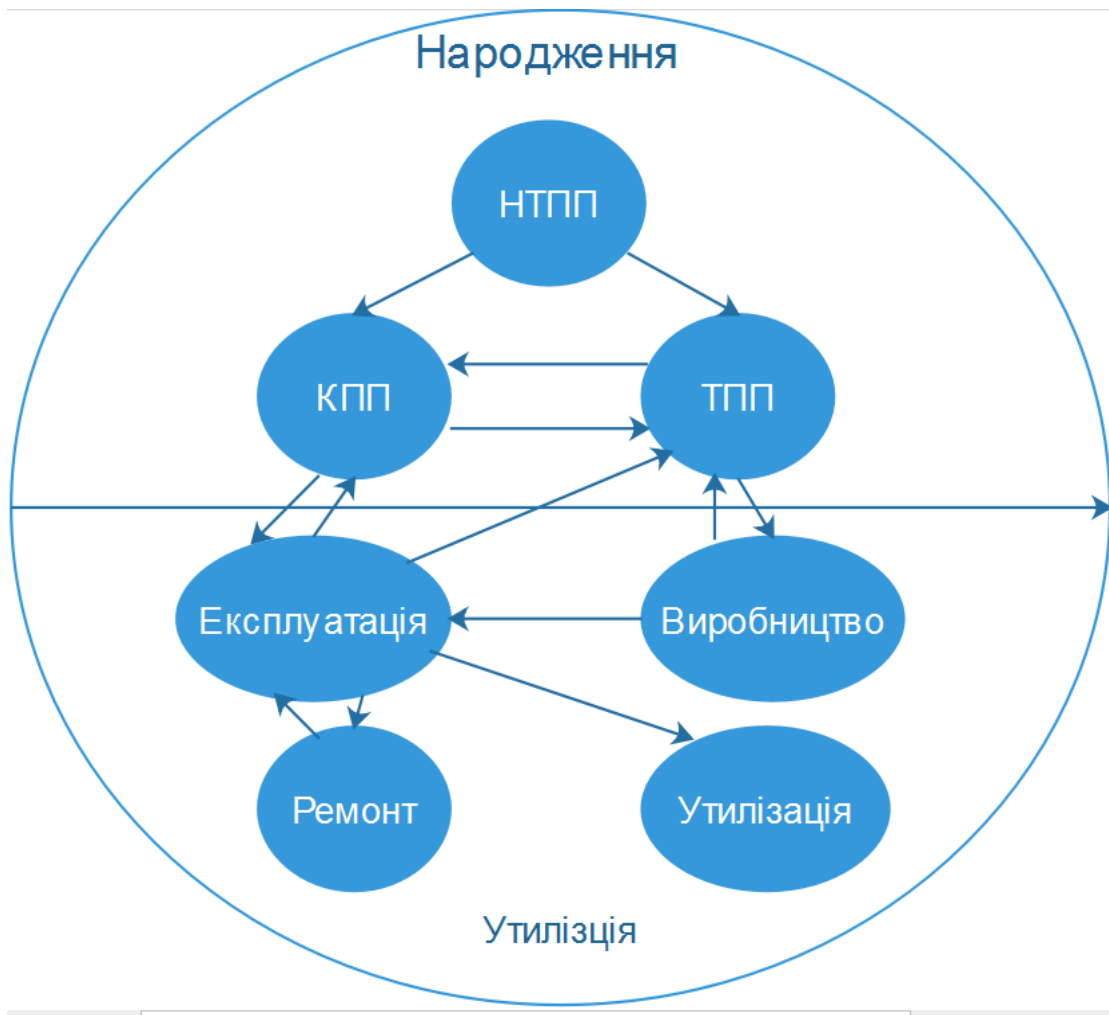 Народження
НТПП
КПП
ТПП
Експлуатація
Виробництво
Ремонт
Утилізація
Утилізція